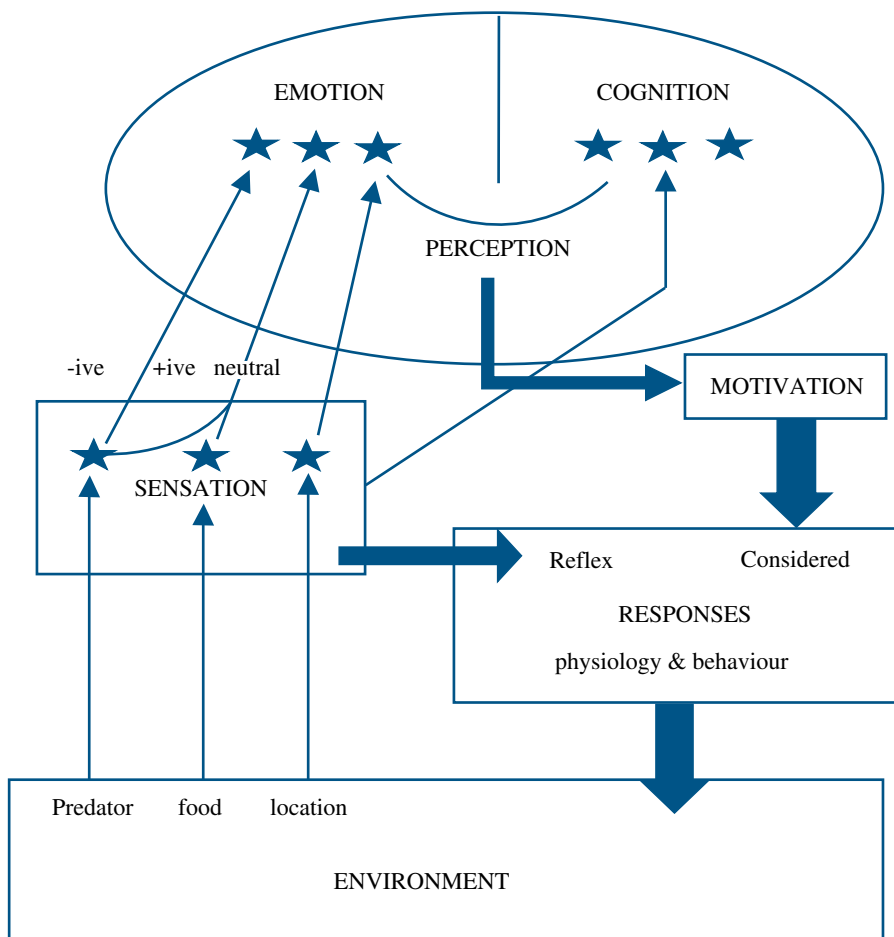 EMOTION COGNITION
PERCEPTION
-ive +ive neutral
MOTIVATION
SENSATION
Reflex Considered
RESPONSES
physiology & behaviour
Predator food location
ENVIRONMENT